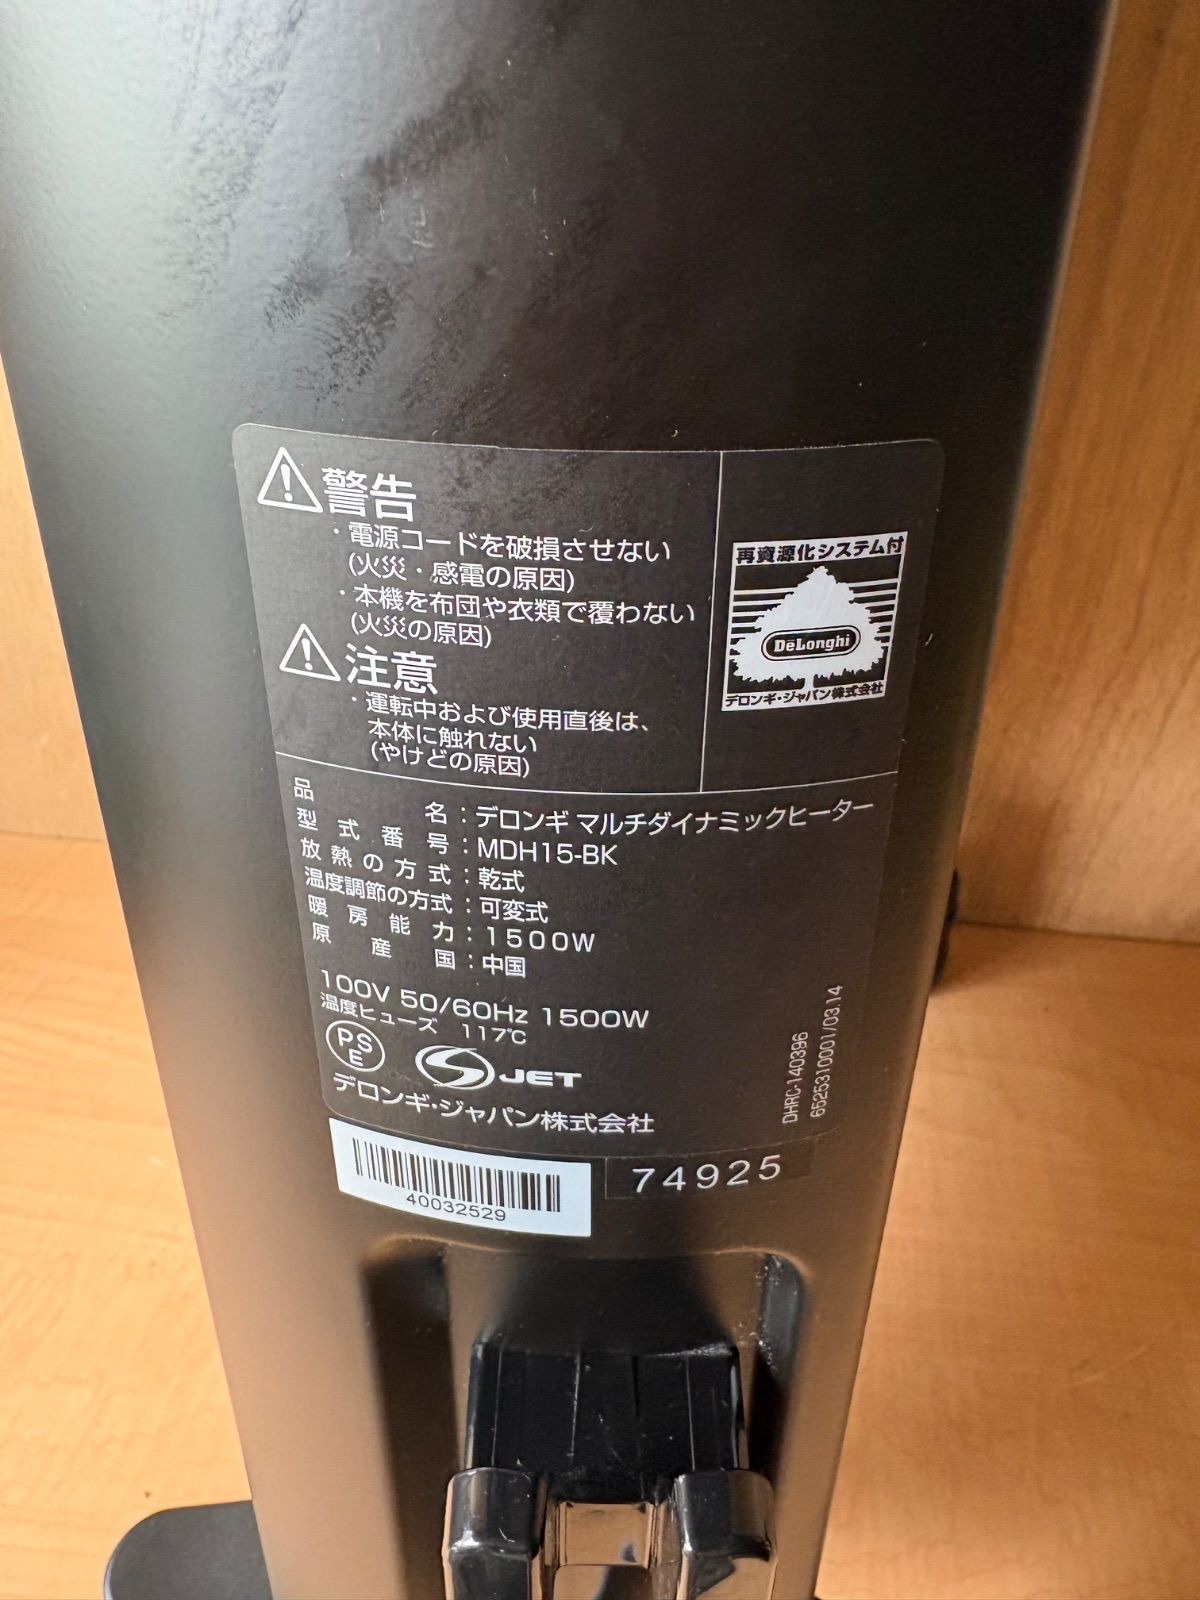 ⚠警告
・電源コードを破損させない
(火災・感電の原因)
・本機を布団や衣類で覆わない
(火災の原因)
⚠注意
・運転中および使用直後は、
本体に触れない
(やけどの原因)
再資源化システム付
DeLonghi
デロンギ・ジャパン株式会社
品名：デロンギ マルチダイナミックヒーター
型式番号：MDH15-BK
放熱の方式：乾式
温度調節の方式：可変式
暖房能力：1500W
原産国：中国
100V 50/60Hz 1500W
温度ヒューズ 117℃
PSE
JET
デロンギ・ジャパン株式会社
DHRC-140396
6525310001/03.14
40032529
74925